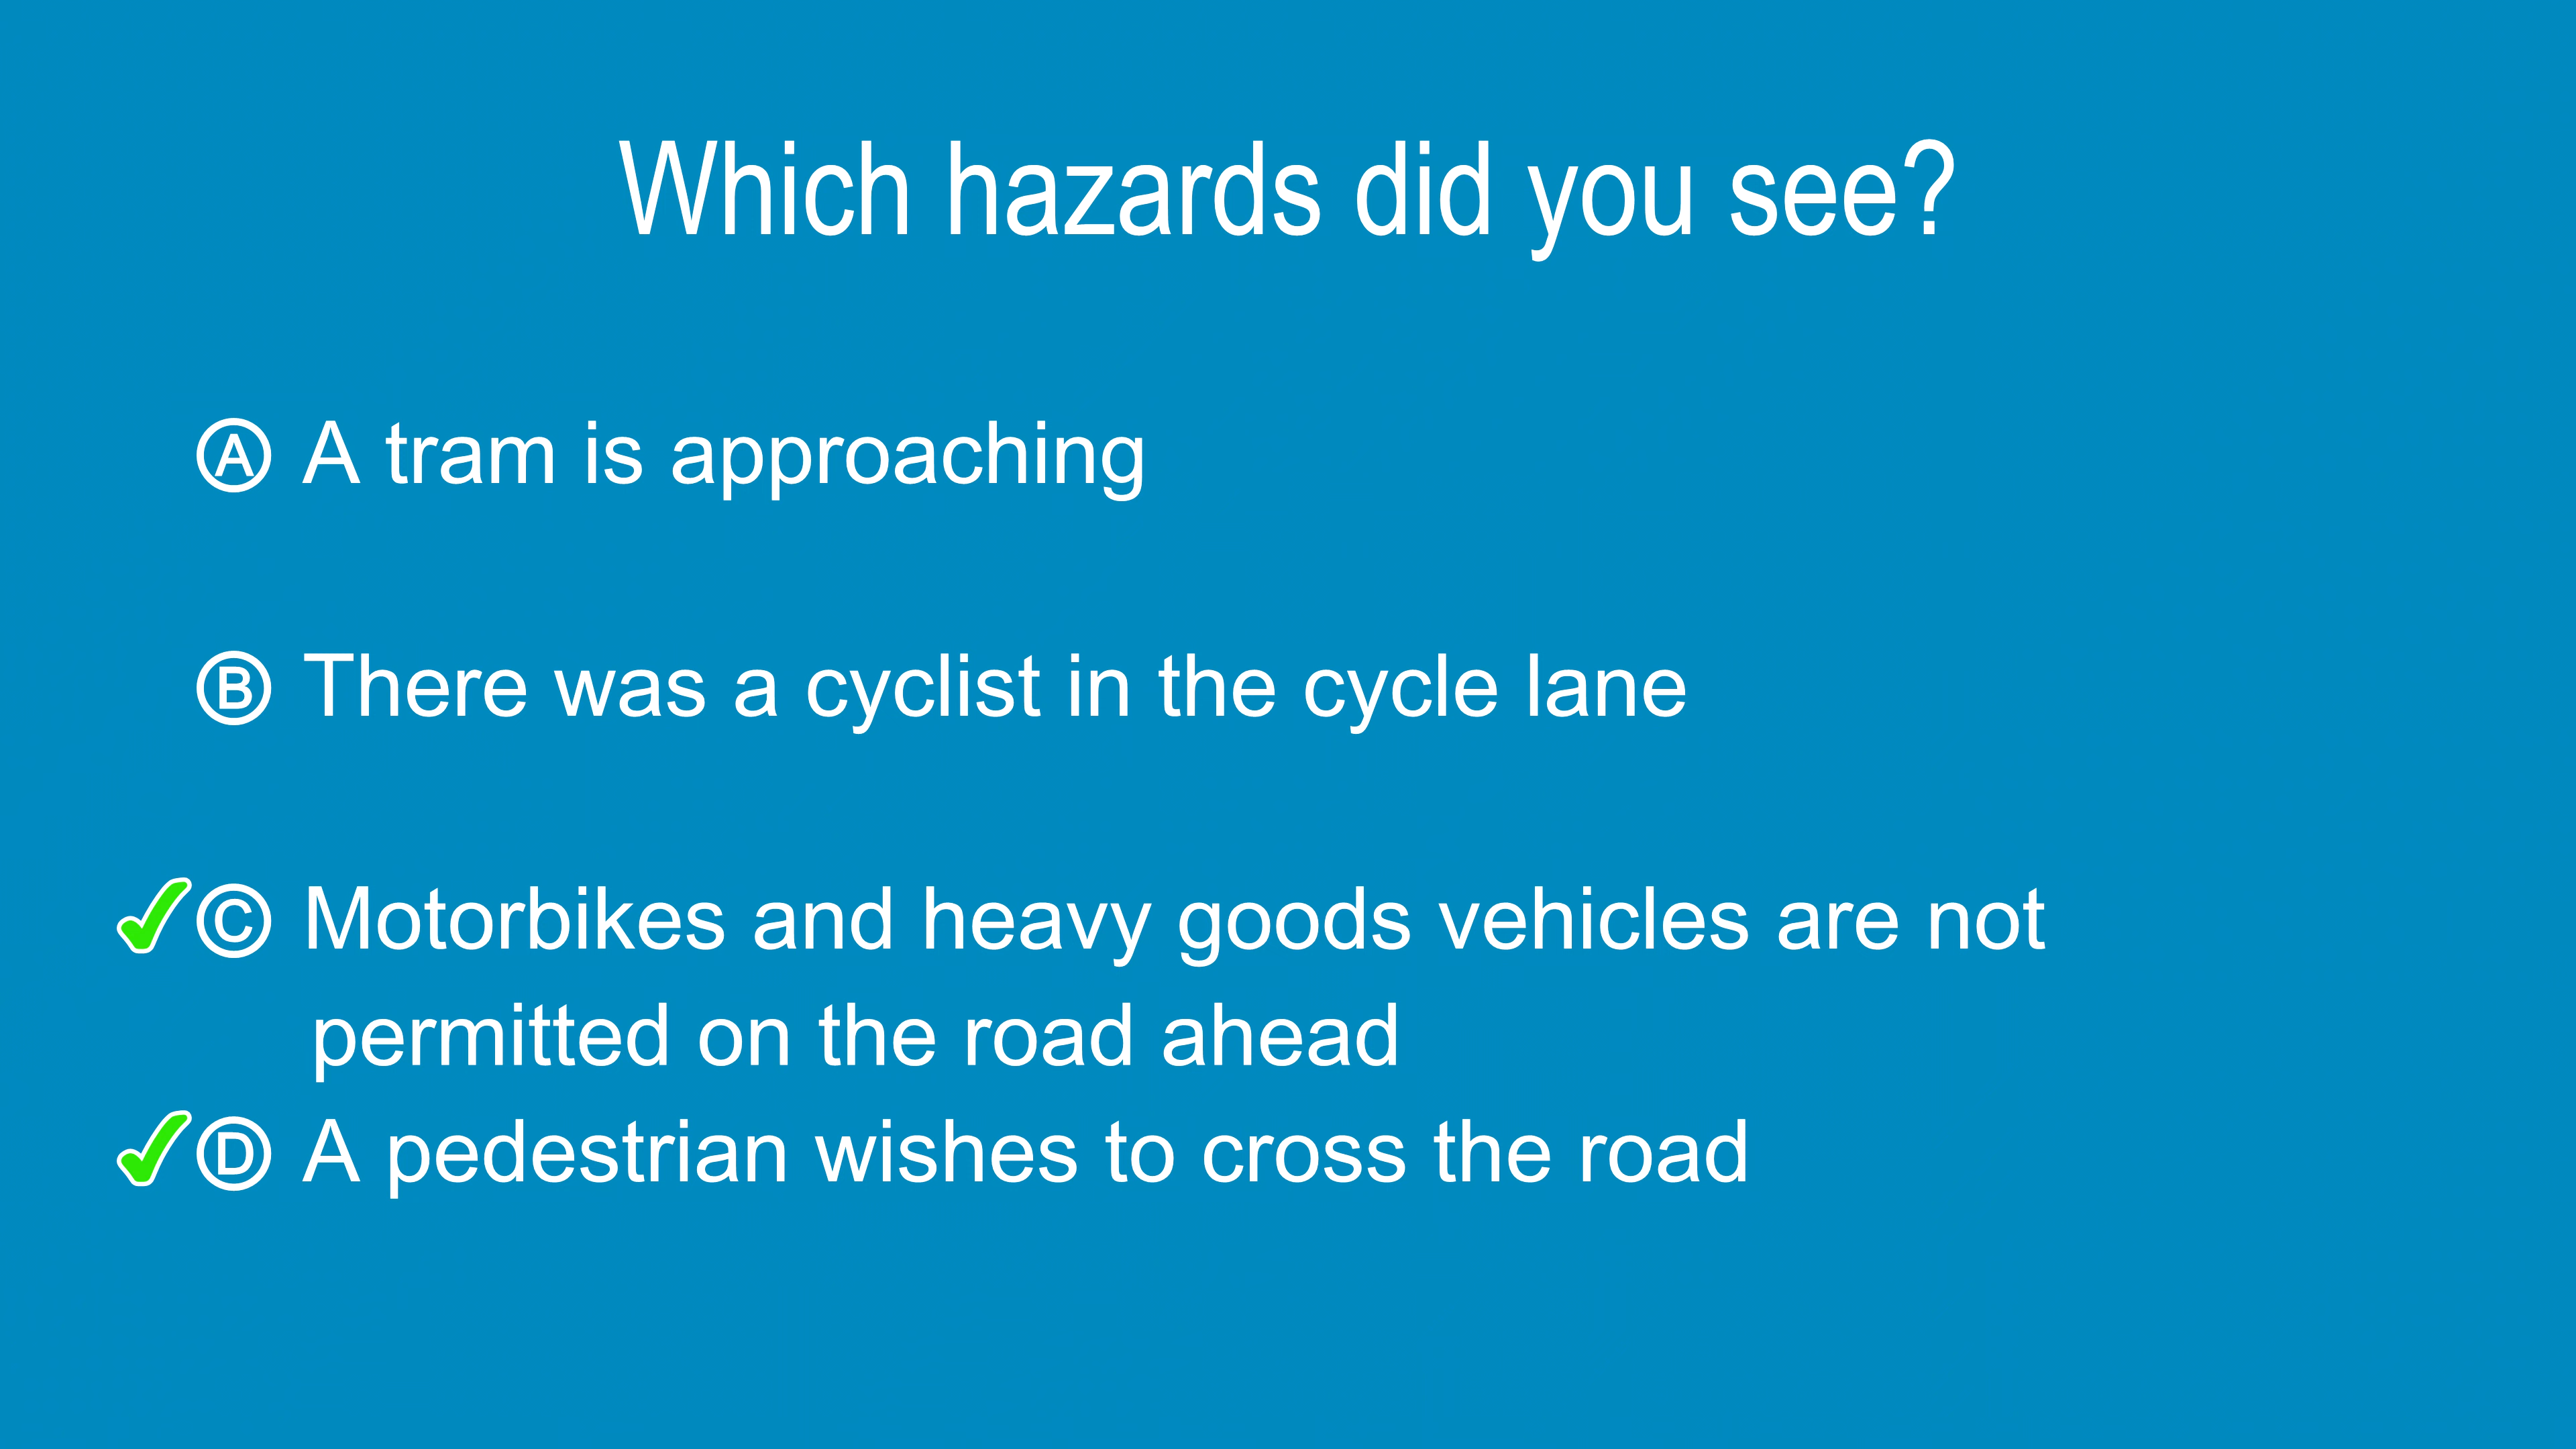 Which hazards did you see?
Ⓐ A tram is approaching
Ⓑ There was a cyclist in the cycle lane
✓Ⓒ Motorbikes and heavy goods vehicles are not
permitted on the road ahead
✓Ⓓ A pedestrian wishes to cross the road